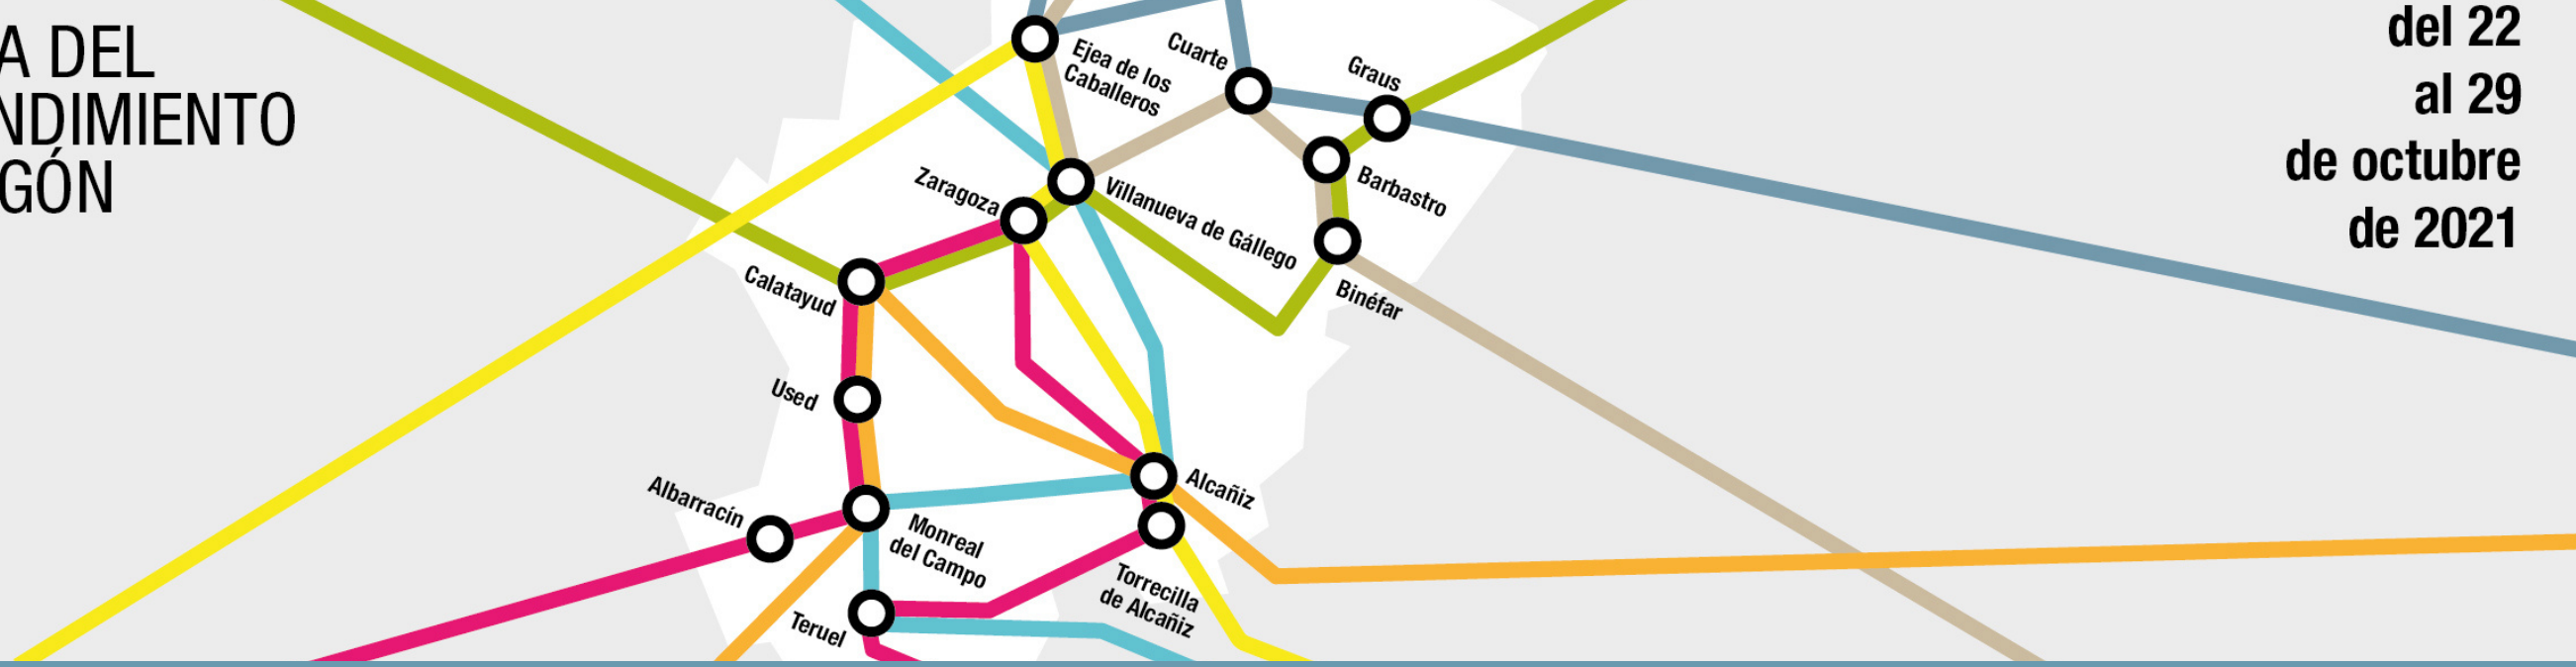 A DEL
NDIMIENTO
GÓN
del 22
al 29
de octubre
de 2021
Ejea de los
Caballeros
Cuarte
Graus
Barbastro
Binéfar
Zaragoza
Villanueva de Gállego
Calatayud
Used
Albarracín
Monreal
del Campo
Alcañiz
Torrecilla
de Alcañiz
Teruel